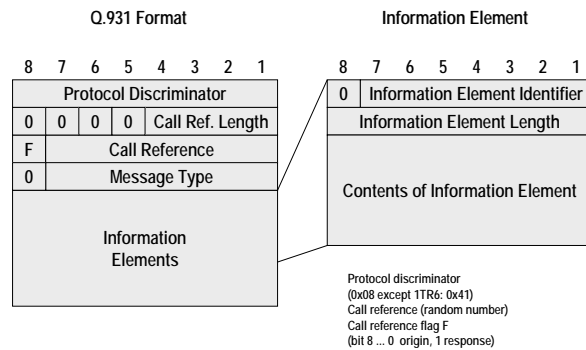 Q.931 Format
8 7 6 5 4 3 2 1
Protocol Discriminator
0 0 0 0 Call Ref. Length
F Call Reference
0 Message Type
Information
Elements
Information Element
8 7 6 5 4 3 2 1
0 Information Element Identifier
Information Element Length
Contents of Information Element
Protocol discriminator
(0x08 except 1TR6: 0x41)
Call reference (random number)
Call reference flag F
(bit 8 ... 0 origin, 1 response)